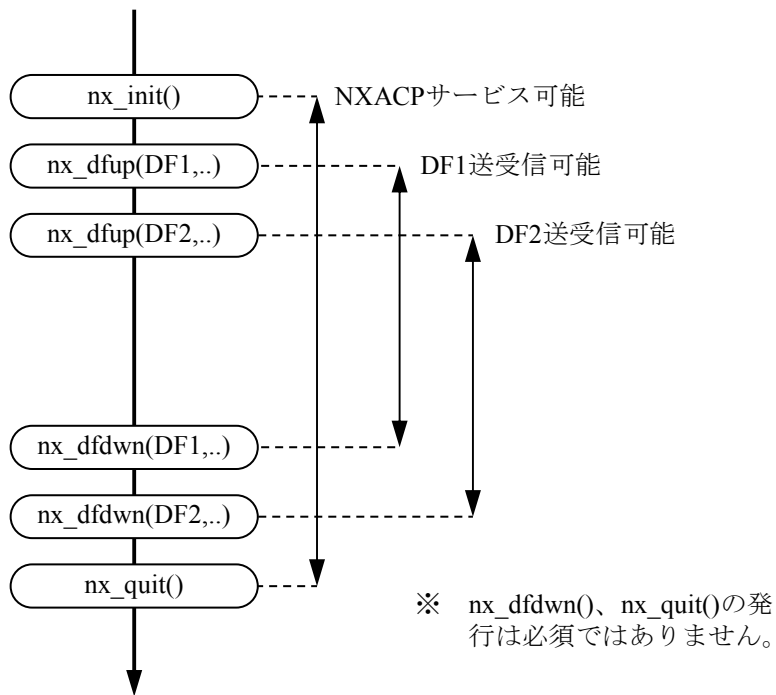 nx_init()
NXACPサービス可能
nx_dfup(DF1,..)
DF1送受信可能
nx_dfup(DF2,..)
DF2送受信可能
nx_dfdwn(DF1,..)
nx_dfdwn(DF2,..)
nx_quit()
※ nx_dfdwn()、nx_quit()の発
行は必須ではありません。